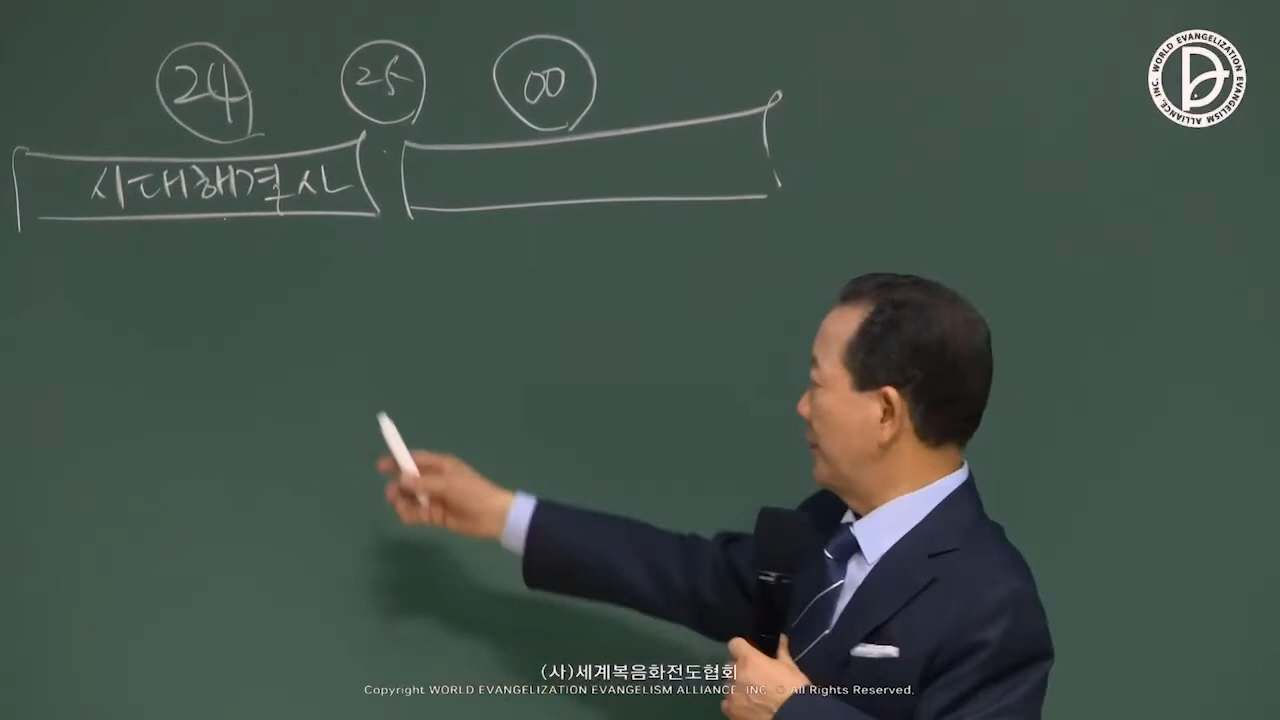 24 25 00
시대해결사
WORLD EVANGELIZATION EVANGELISM ALLIANCE, INC.
(사)세계복음화전도협회
Copyright WORLD EVANGELIZATION EVANGELISM ALLIANCE, INC. © All Rights Reserved.